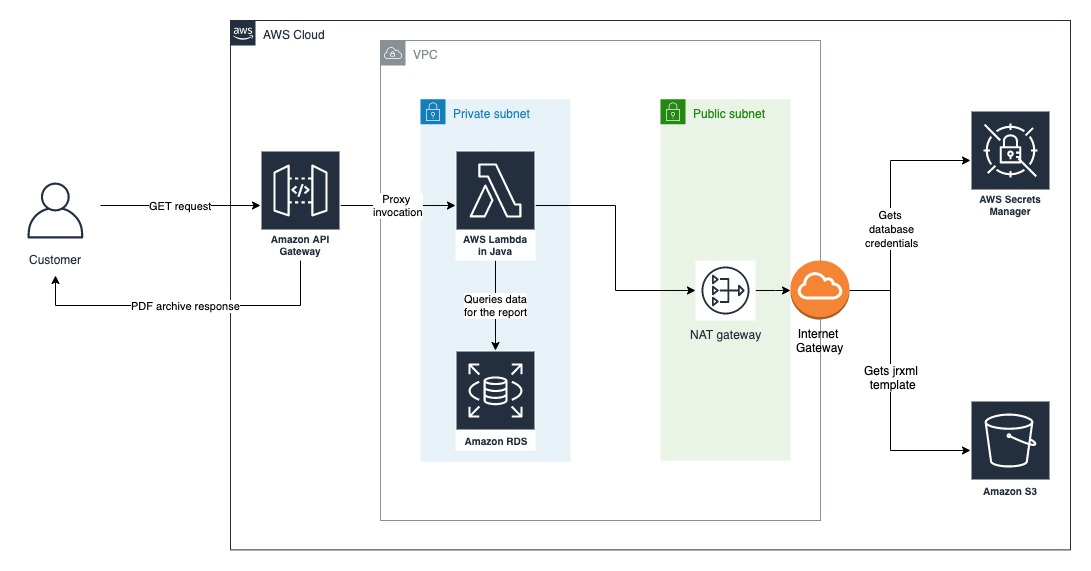 aws
AWS Cloud
VPC
Private subnet
Public subnet
Customer
GET request
PDF archive response
Amazon API
Gateway
Proxy
invocation
AWS Lambda
in Java
Queries data
for the report
Amazon RDS
NAT gateway
Internet
Gateway
Gets
database
credentials
Gets jrxml
template
AWS Secrets
Manager
Amazon S3